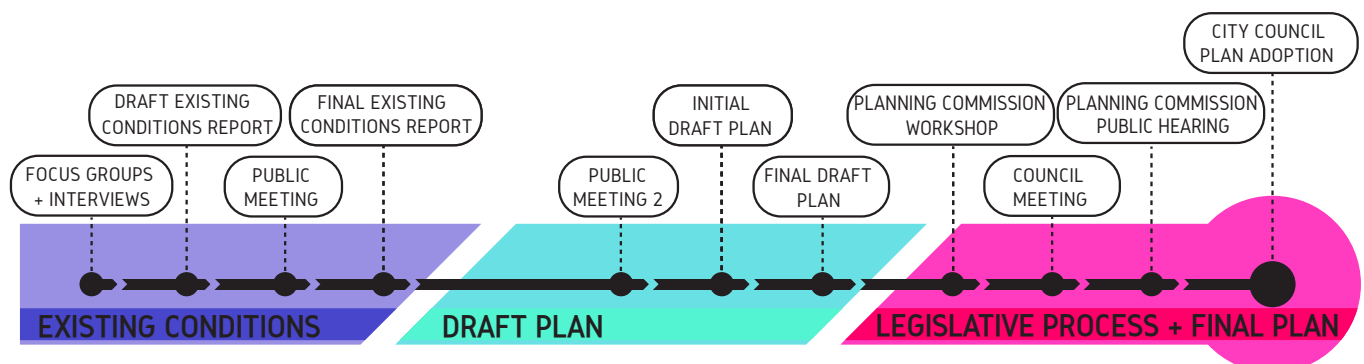 FOCUS GROUPS
+ INTERVIEWS
DRAFT EXISTING
CONDITIONS REPORT
PUBLIC
MEETING
FINAL EXISTING
CONDITIONS REPORT
PUBLIC
MEETING 2
INITIAL
DRAFT PLAN
FINAL DRAFT
PLAN
PLANNING COMMISSION
WORKSHOP
COUNCIL
MEETING
PLANNING COMMISSION
PUBLIC HEARING
CITY COUNCIL
PLAN ADOPTION
EXISTING CONDITIONS
DRAFT PLAN
LEGISLATIVE PROCESS + FINAL PLAN